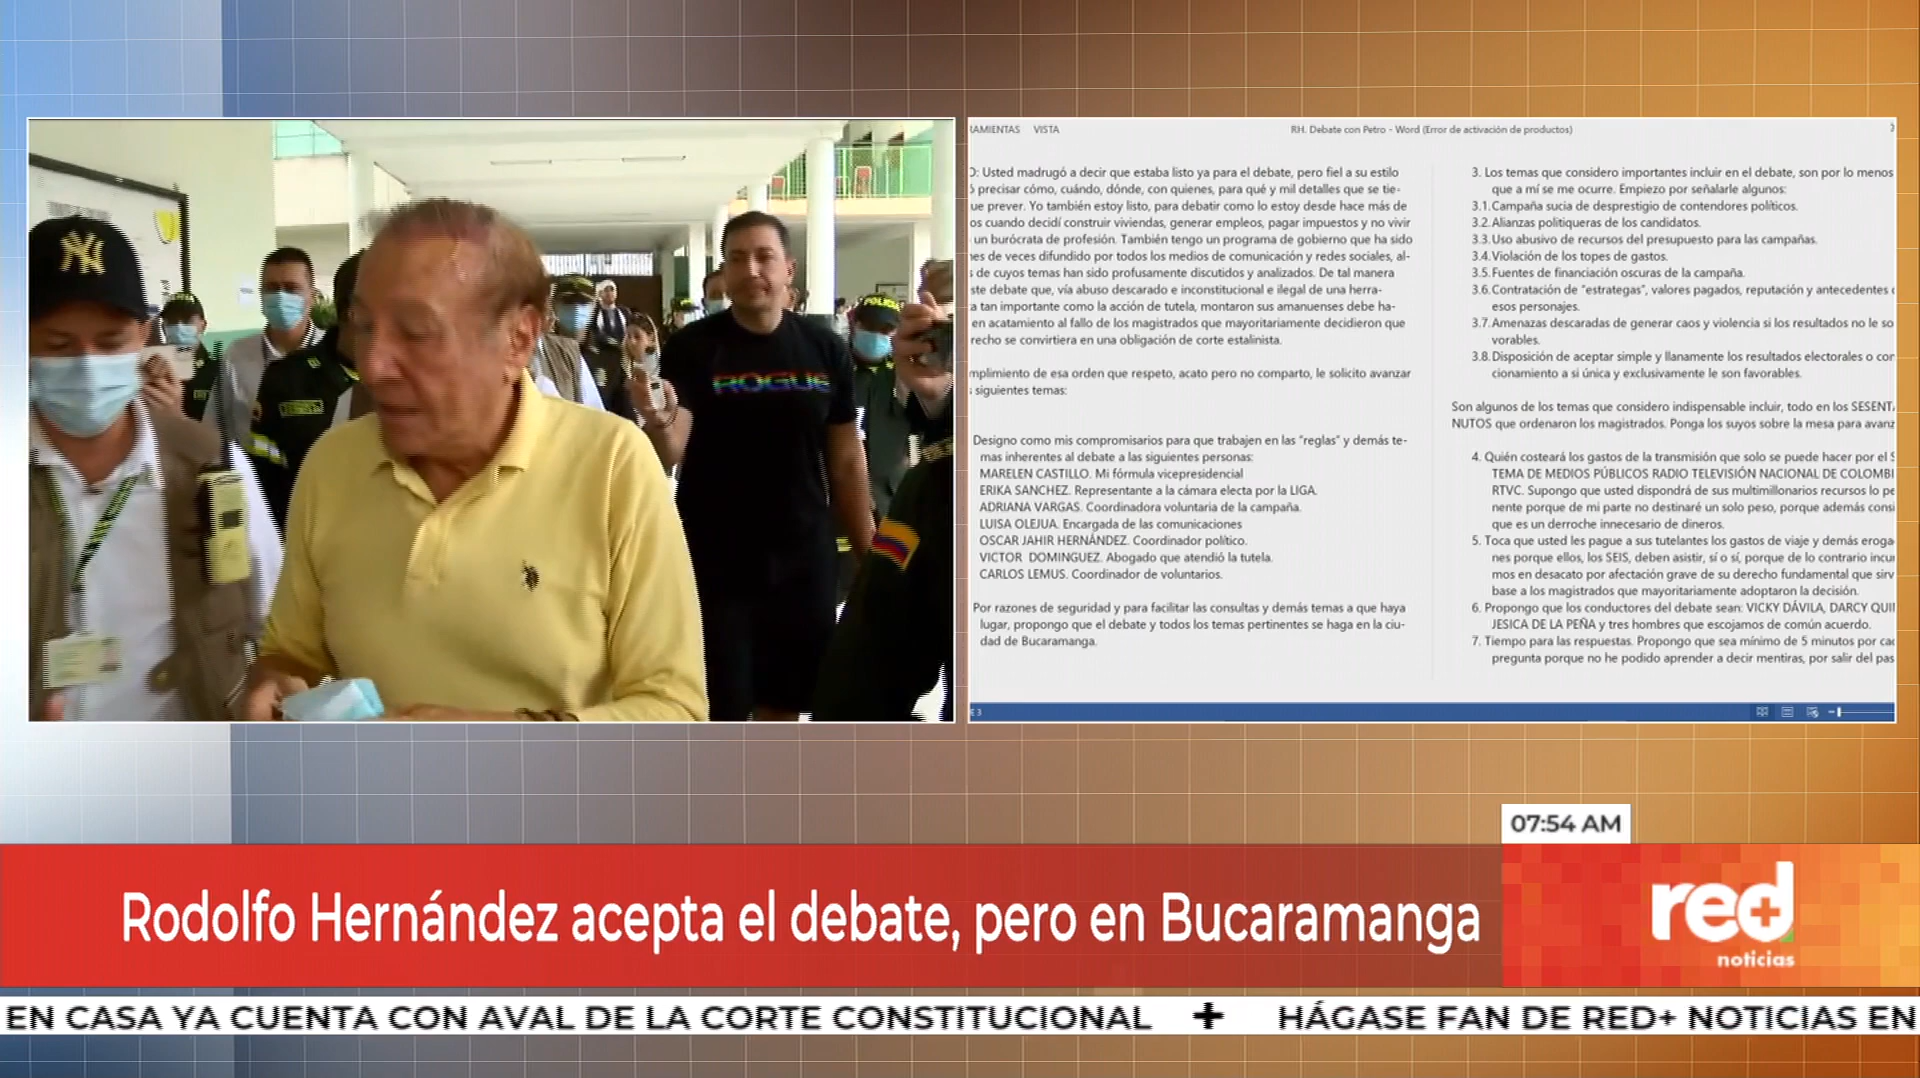 NY
POLICIA
ROGUE
RAMIENTAS VISTA
RH. Debate con Petro - Word (Error de activación de productos)
O: Usted madrugó a decir que estaba listo ya para el debate, pero fiel a su estilo
ó precisar cómo, cuándo, dónde, con quienes, para qué y mil detalles que se tie-
ue prever. Yo también estoy listo, para debatir como lo estoy desde hace más de
os cuando decidí construir viviendas, generar empleos, pagar impuestos y no vivir
un burócrata de profesión. También tengo un programa de gobierno que ha sido
nes de veces difundido por todos los medios de comunicación y redes sociales, al-
s de cuyos temas han sido profusamente discutidos y analizados. De tal manera
ste debate que, vía abuso descarado e inconstitucional e ilegal de una herra-
a tan importante como la acción de tutela, montaron sus amanuenses debe ha-
en acatamiento al fallo de los magistrados que mayoritariamente decidieron que
recho se convirtiera en una obligación de corte estalinista.
mplimiento de esa orden que respeto, acato pero no comparto, le solicito avanzar
s siguientes temas:
Designo como mis compromisarios para que trabajen en las "reglas" y demás te-
mas inherentes al debate a las siguientes personas:
MARELEN CASTILLO. Mi fórmula vicepresidencial
ERIKA SANCHEZ. Representante a la cámara electa por la LIGA.
ADRIANA VARGAS. Coordinadora voluntaria de la campaña.
LUISA OLEJUA. Encargada de las comunicaciones
OSCAR JAHIR HERNÁNDEZ. Coordinador político.
VICTOR DOMINGUEZ. Abogado que atendió la tutela.
CARLOS LEMUS. Coordinador de voluntarios.
Por razones de seguridad y para facilitar las consultas y demás temas a que haya
lugar, propongo que el debate y todos los temas pertinentes se haga en la ciu-
dad de Bucaramanga.
3. Los temas que considero importantes incluir en el debate, son por lo menos
que a mí se me ocurre. Empiezo por señalarle algunos:
3.1. Campaña sucia de desprestigio de contendores políticos.
3.2. Alianzas politiqueras de los candidatos.
3.3. Uso abusivo de recursos del presupuesto para las campañas.
3.4. Violación de los topes de gastos.
3.5. Fuentes de financiación oscuras de la campaña.
3.6. Contratación de "estrategas", valores pagados, reputación y antecedentes
esos personajes.
3.7. Amenazas descaradas de generar caos y violencia si los resultados no le so
vorables.
3.8. Disposición de aceptar simple y llanamente los resultados electorales o con
cionamiento a si única y exclusivamente le son favorables.
Son algunos de los temas que considero indispensable incluir, todo en los SESENTA
NUTOS que ordenaron los magistrados. Ponga los suyos sobre la mesa para avanz
4. Quién costeará los gastos de la transmisión que solo se puede hacer por el S
TEMA DE MEDIOS PÚBLICOS RADIO TELEVISIÓN NACIONAL DE COLOMBI
RTVC. Supongo que usted dispondrá de sus multimillonarios recursos lo pe
nente porque de mi parte no destinaré un solo peso, porque además consi
que es un derroche innecesario de dineros.
5. Toca que usted les pague a sus tutelantes los gastos de viaje y demás eroga
nes porque ellos, los SEIS, deben asistir, sí o sí, porque de lo contrario incur
mos en desacato por afectación grave de su derecho fundamental que sirv
base a los magistrados que mayoritariamente adoptaron la decisión.
6. Propongo que los conductores del debate sean: VICKY DÁVILA, DARCY QUIN
JESICA DE LA PEÑA y tres hombres que escojamos de común acuerdo.
7. Tiempo para las respuestas. Propongo que sea mínimo de 5 minutos por cad
pregunta porque no he podido aprender a decir mentiras, por salir del pas
E 3
07:54 AM
Rodolfo Hernández acepta el debate, pero en Bucaramanga
red+
noticias
EN CASA YA CUENTA CON AVAL DE LA CORTE CONSTITUCIONAL + HÁGASE FAN DE RED+ NOTICIAS EN